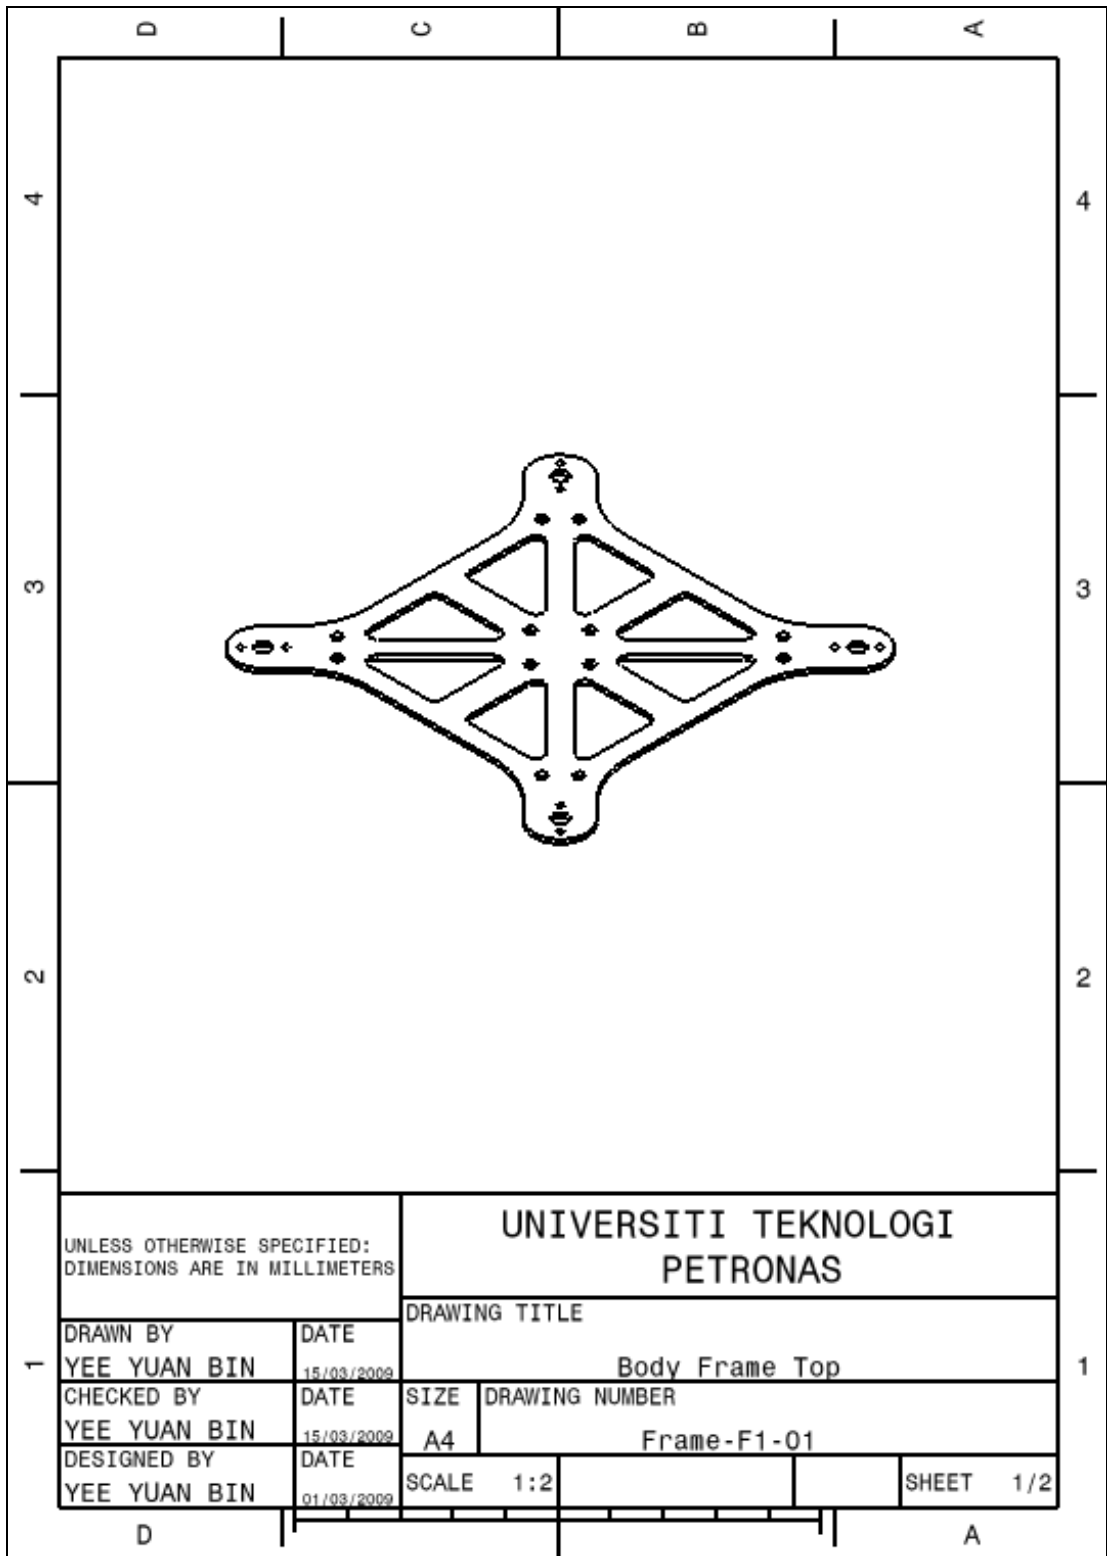 D C B A
4 4
3 3
2 2
UNLESS OTHERWISE SPECIFIED:
DIMENSIONS ARE IN MILLIMETERS
UNIVERSITI TEKNOLOGI
PETRONAS
DRAWING TITLE
Body Frame Top
DRAWN BY DATE
YEE YUAN BIN 15/03/2009
1 1
CHECKED BY DATE
YEE YUAN BIN 15/03/2009
SIZE DRAWING NUMBER
A4 Frame-F1-01
DESIGNED BY DATE
YEE YUAN BIN 01/03/2009
SCALE 1:2 SHEET 1/2
D A